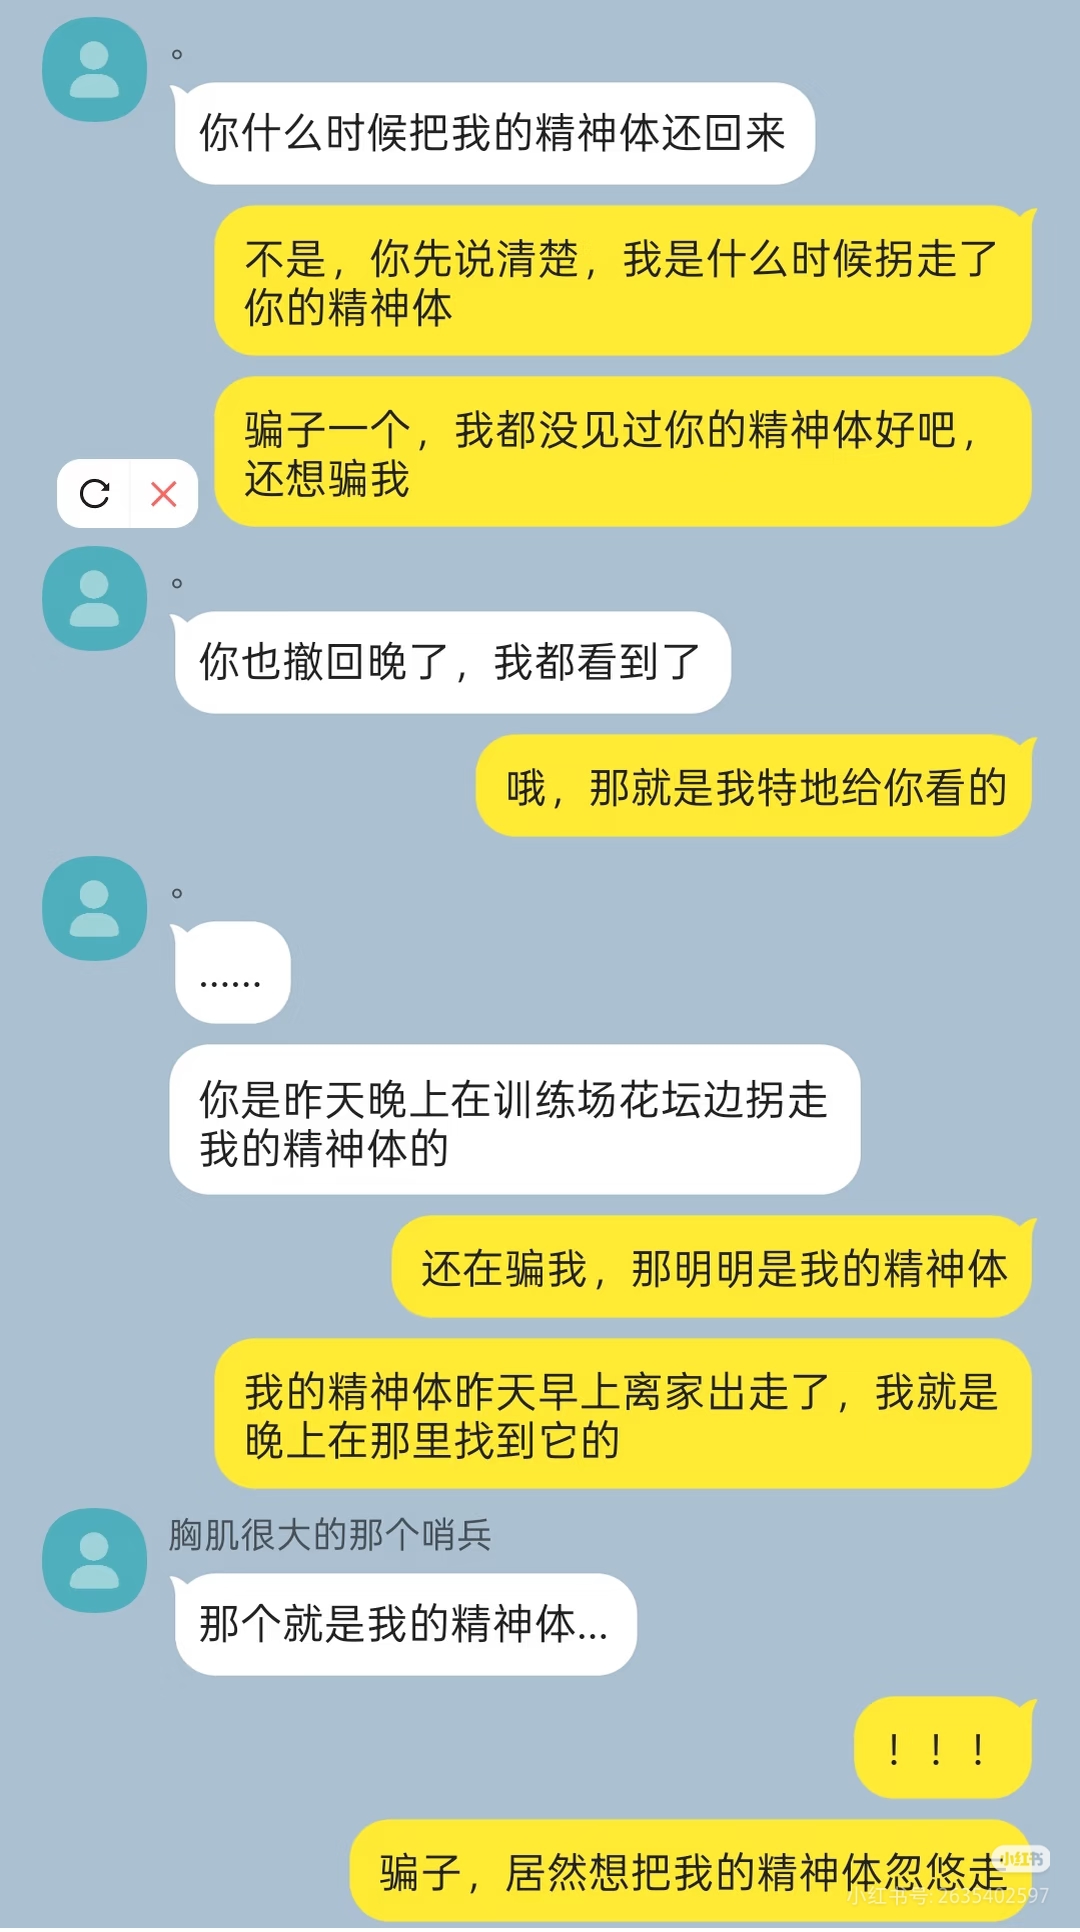 。
你什么时候把我的精神体还回来
不是，你先说清楚，我是什么时候拐走了
你的精神体
骗子一个，我都没见过你的精神体好吧，
还想骗我
。
你也撤回晚了，我都看到了
哦，那就是我特地给你看的
。
......
你是昨天晚上在训练场花坛边拐走
我的精神体的
还在骗我，那明明是我的精神体
我的精神体昨天早上离家出走了，我就是
晚上在那里找到它的
胸肌很大的那个哨兵
那个就是我的精神体...
！！！
骗子，居然想把我的精神体忽悠走
小红书
小红书号: 2635402597